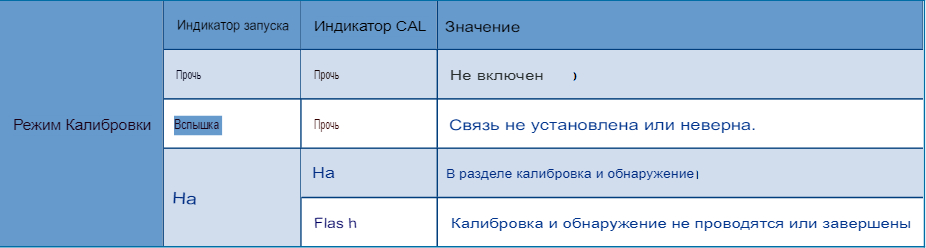 Индикатор запуска Индикатор CAL Значение
Прочь Прочь Не включен )
Режим Калибровки Вспышка Прочь Связь не установлена или неверна.
На На В разделе калибровка и обнаружение
Flas h Калибровка и обнаружение не проводятся или завершены